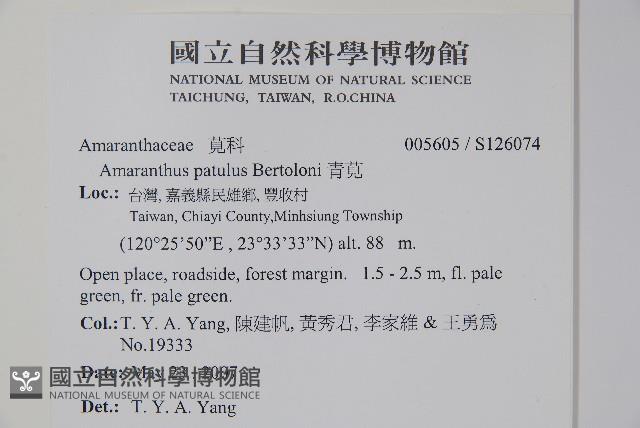 國立自然科學博物館
NATIONAL MUSEUM OF NATURAL SCIENCE
TAICHUNG, TAIWAN, R.O.CHINA
Amaranthaceae 莧科 005605 / S126074
Amaranthus patulus Bertoloni 青莧
Loc.: 台灣, 嘉義縣民雄鄉, 豐收村
Taiwan, Chiayi County,Minhsiung Township
(120°25'50”E , 23°33'33”N) alt. 88 m.
Open place, roadside, forest margin. 1.5 - 2.5 m, fl. pale
green, fr. pale green.
Col.: T. Y. A. Yang, 陳建帆, 黃秀君, 李家維 & 王勇為
No.19333
Date: May 23, 2007
國立自然科學博物館
NATIONAL MUSEUM OF NATURAL SCIENCE
Det.: T. Y. A. Yang